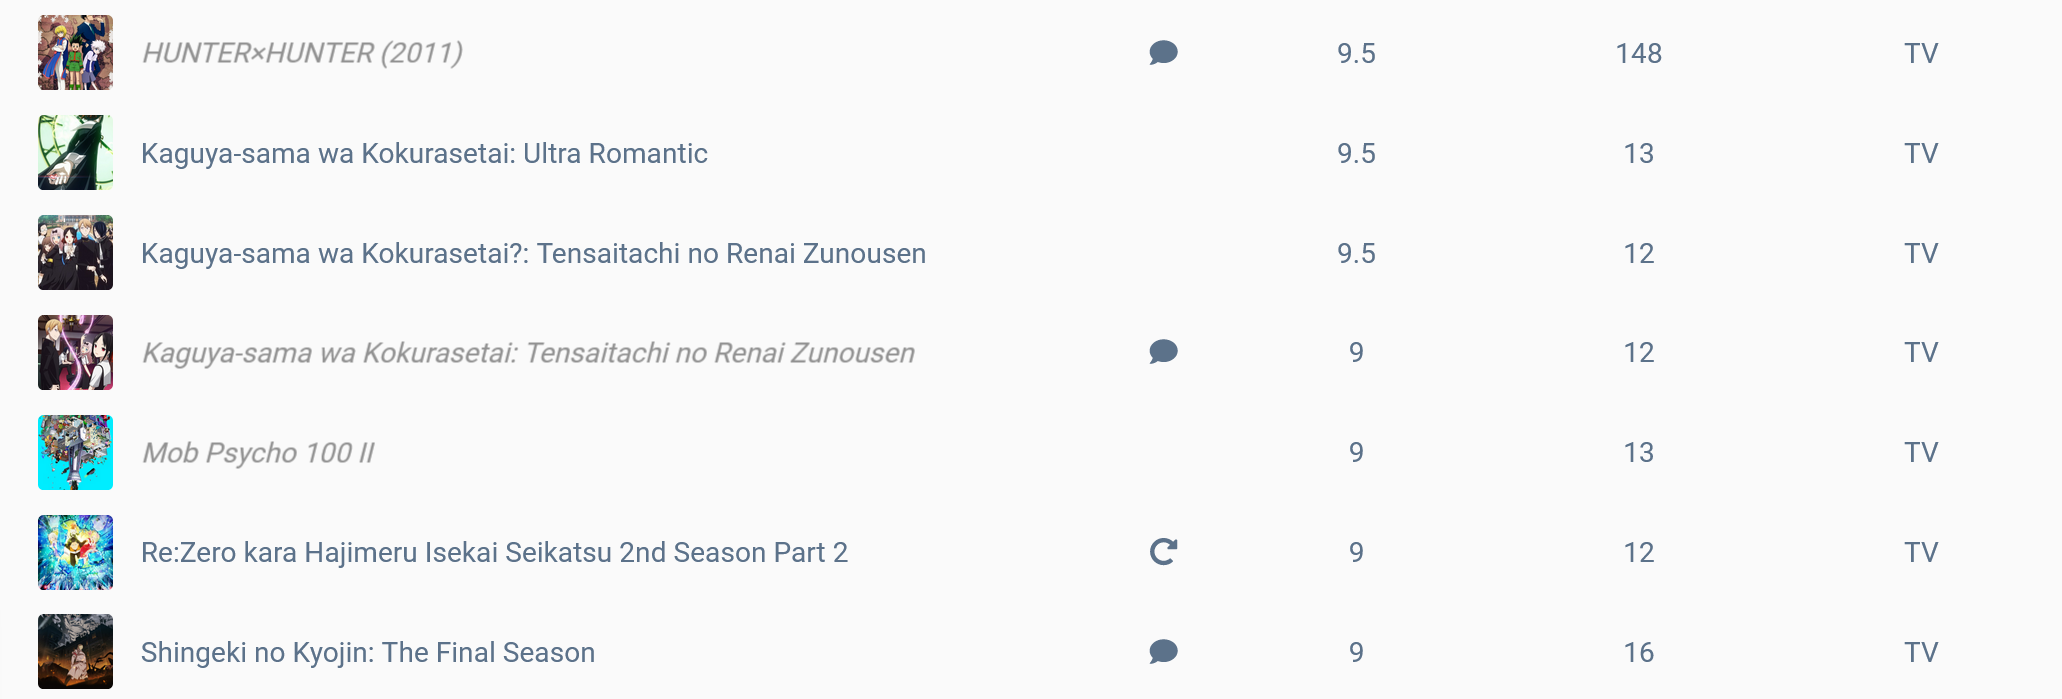 HUNTER×HUNTER (2011) 9.5 148 TV
Kaguya-sama wa Kokurasetai: Ultra Romantic 9.5 13 TV
Kaguya-sama wa Kokurasetai?: Tensaitachi no Renai Zunousen 9.5 12 TV
Kaguya-sama wa Kokurasetai: Tensaitachi no Renai Zunousen 9 12 TV
Mob Psycho 100 II 9 13 TV
Re:Zero kara Hajimeru Isekai Seikatsu 2nd Season Part 2 9 12 TV
Shingeki no Kyojin: The Final Season 9 16 TV